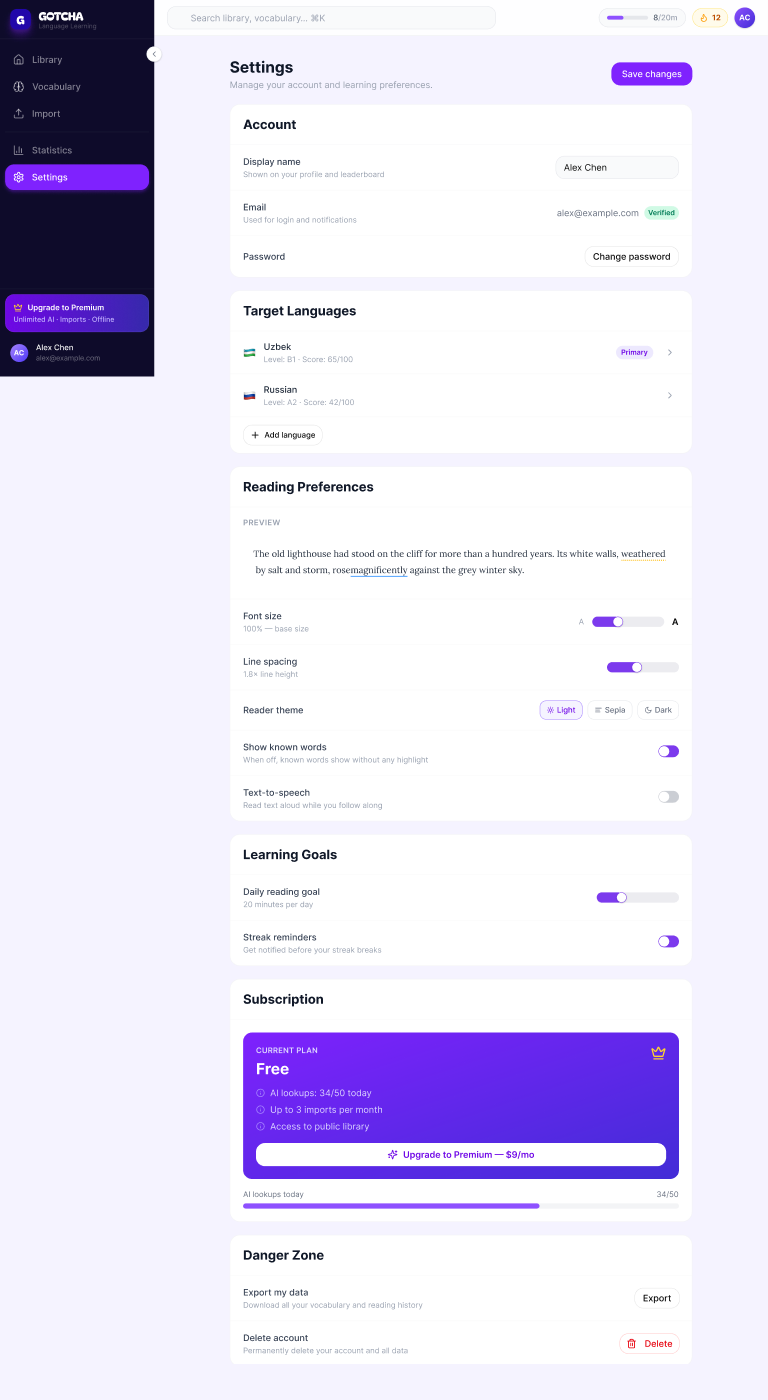 G GOTCHA
Language Learning
Search library, vocabulary... ⌘K
8/20m
12
AC
Library
Vocabulary
Import
Statistics
Settings
Upgrade to Premium
Unlimited AI · Imports · Offline
AC
Alex Chen
alex@example.com
Settings
Manage your account and learning preferences.
Save changes
Account
Display name
Shown on your profile and leaderboard
Alex Chen
Email
Used for login and notifications
alex@example.com Verified
Password
Change password
Target Languages
Uzbek
Level: B1 · Score: 65/100
Primary
Russian
Level: A2 · Score: 42/100
Add language
Reading Preferences
PREVIEW
The old lighthouse had stood on the cliff for more than a hundred years. Its white walls, weathered
by salt and storm, rosemagnificently against the grey winter sky.
Font size
100% — base size
A A
Line spacing
1.8× line height
Reader theme
Light Sepia Dark
Show known words
When off, known words show without any highlight
Text-to-speech
Read text aloud while you follow along
Learning Goals
Daily reading goal
20 minutes per day
Streak reminders
Get notified before your streak breaks
Subscription
CURRENT PLAN
Free
AI lookups: 34/50 today
Up to 3 imports per month
Access to public library
Upgrade to Premium — $9/mo
AI lookups today 34/50
Danger Zone
Export my data
Download all your vocabulary and reading history
Export
Delete account
Permanently delete your account and all data
Delete